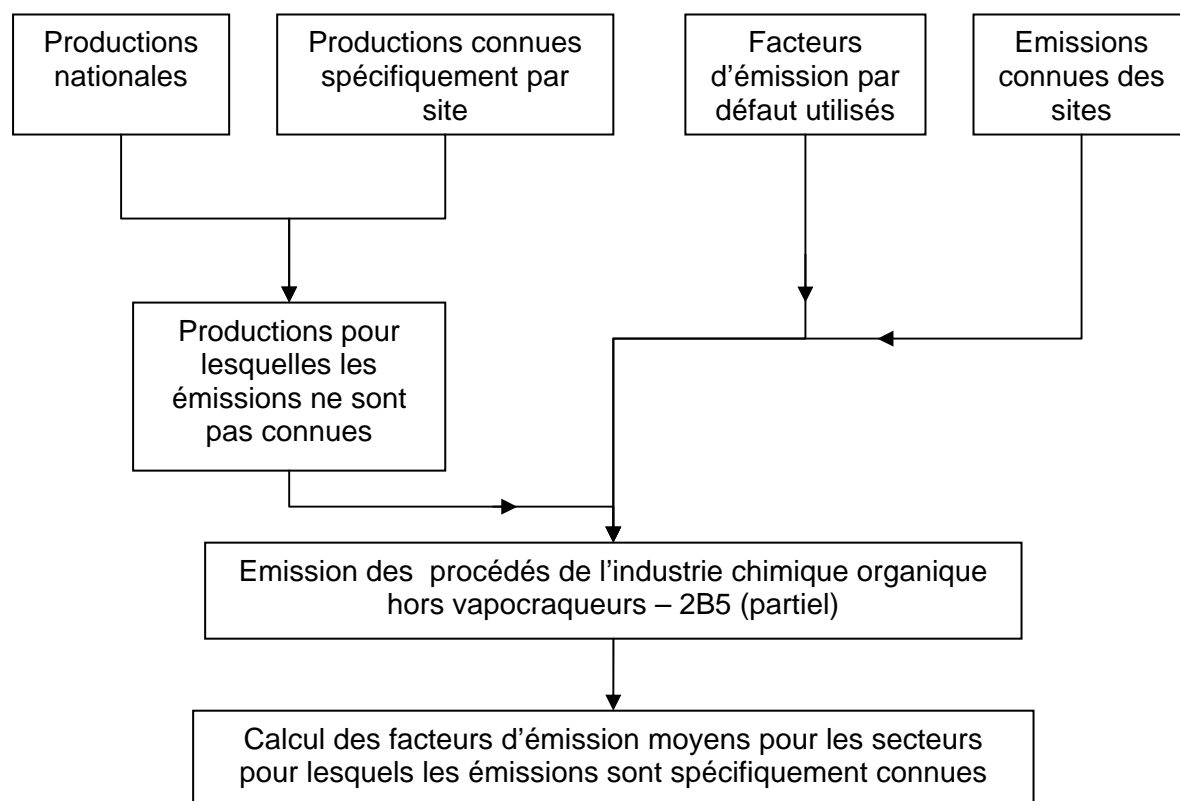 Productions
nationales
Productions connues
spécifiquement par
site
Facteurs
d’émission par
défaut utilisés
Emissions
connues des
sites
Productions pour
lesquelles les
émissions ne sont
pas connues
Emission des  procédés de l’industrie chimique organique
hors vapocraqueurs – 2B5 (partiel)
Calcul des facteurs d’émission moyens pour les secteurs
pour lesquels les émissions sont spécifiquement connues